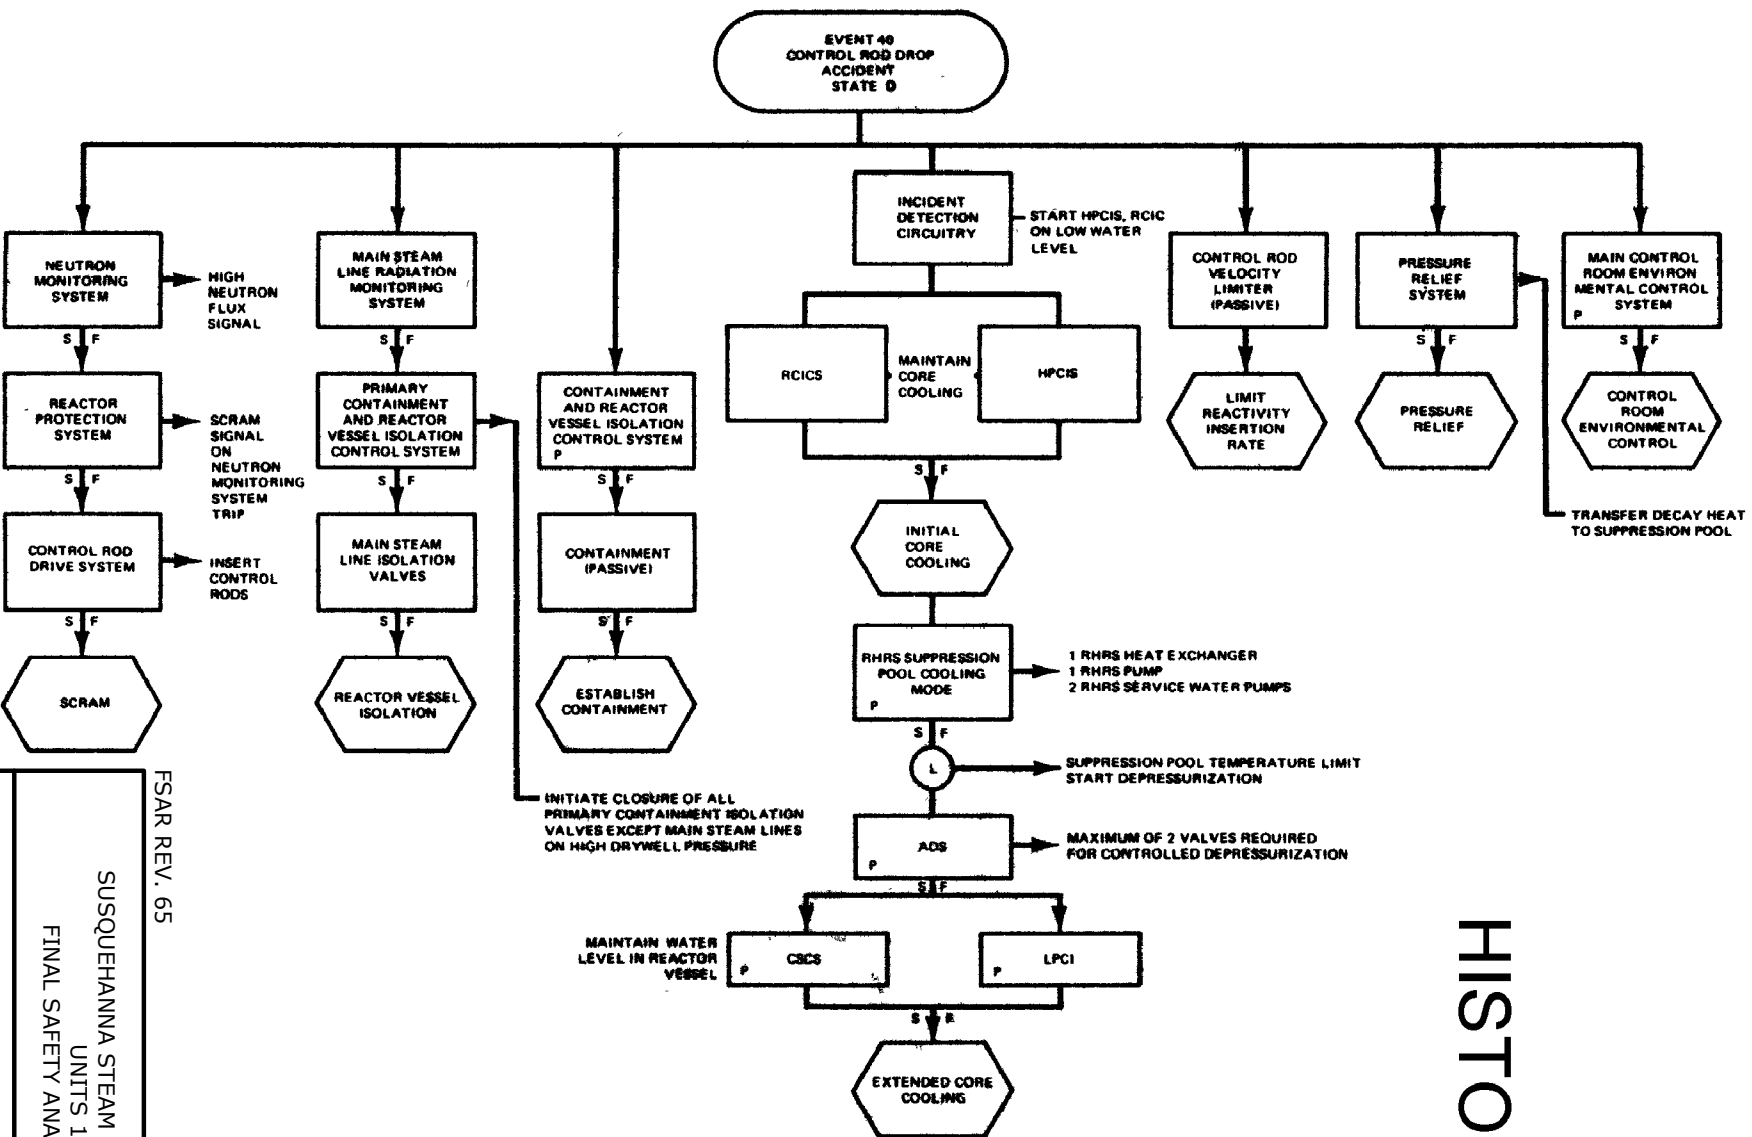 EVENT 40
CONTROL ROD DROP
ACCIDENT
STATE D
NEUTRON
MONITORING
SYSTEM
S F
HIGH
NEUTRON
FLUX
SIGNAL
REACTOR
PROTECTION
SYSTEM
S F
SCRAM
SIGNAL
ON
NEUTRON
MONITORING
SYSTEM
TRIP
CONTROL ROD
DRIVE SYSTEM
S F
INSERT
CONTROL
RODS
SCRAM
MAIN STEAM
LINE RADIATION
MONITORING
SYSTEM
S F
PRIMARY
CONTAINMENT
AND REACTOR
VESSEL ISOLATION
CONTROL SYSTEM
S F
MAIN STEAM
LINE ISOLATION
VALVES
S F
REACTOR VESSEL
ISOLATION
INITIATE CLOSURE OF ALL
PRIMARY CONTAINMENT ISOLATION
VALVES EXCEPT MAIN STEAM LINES
ON HIGH DRYWELL PRESSURE
CONTAINMENT
AND REACTOR
VESSEL ISOLATION
CONTROL SYSTEM
P
S F
CONTAINMENT
(PASSIVE)
S F
ESTABLISH
CONTAINMENT
INCIDENT
DETECTION
CIRCUITRY
START HPCIS, RCIC
ON LOW WATER
LEVEL
RCICS
MAINTAIN
CORE
COOLING
HPCIS
S F
INITIAL
CORE
COOLING
RHRS SUPPRESSION
POOL COOLING
MODE
P
1 RHRS HEAT EXCHANGER
1 RHRS PUMP
2 RHRS SERVICE WATER PUMPS
S F
L
SUPPRESSION POOL TEMPERATURE LIMIT
START DEPRESSURIZATION
ADS
P
MAXIMUM OF 2 VALVES REQUIRED
FOR CONTROLLED DEPRESSURIZATION
S F
MAINTAIN WATER
LEVEL IN REACTOR
VESSEL
CSCS
P
LPCI
P
S F
EXTENDED CORE
COOLING
CONTROL ROD
VELOCITY
LIMITER
(PASSIVE)
LIMIT
REACTIVITY
INSERTION
RATE
PRESSURE
RELIEF
SYSTEM
S F
PRESSURE
RELIEF
TRANSFER DECAY HEAT
TO SUPPRESSION POOL
MAIN CONTROL
ROOM ENVIRON
MENTAL CONTROL
SYSTEM
P
S F
CONTROL
ROOM
ENVIRONMENTAL
CONTROL
FSAR REV. 65
SUSQUEHANNA STEAM
UNITS 1
FINAL SAFETY ANA
HISTO